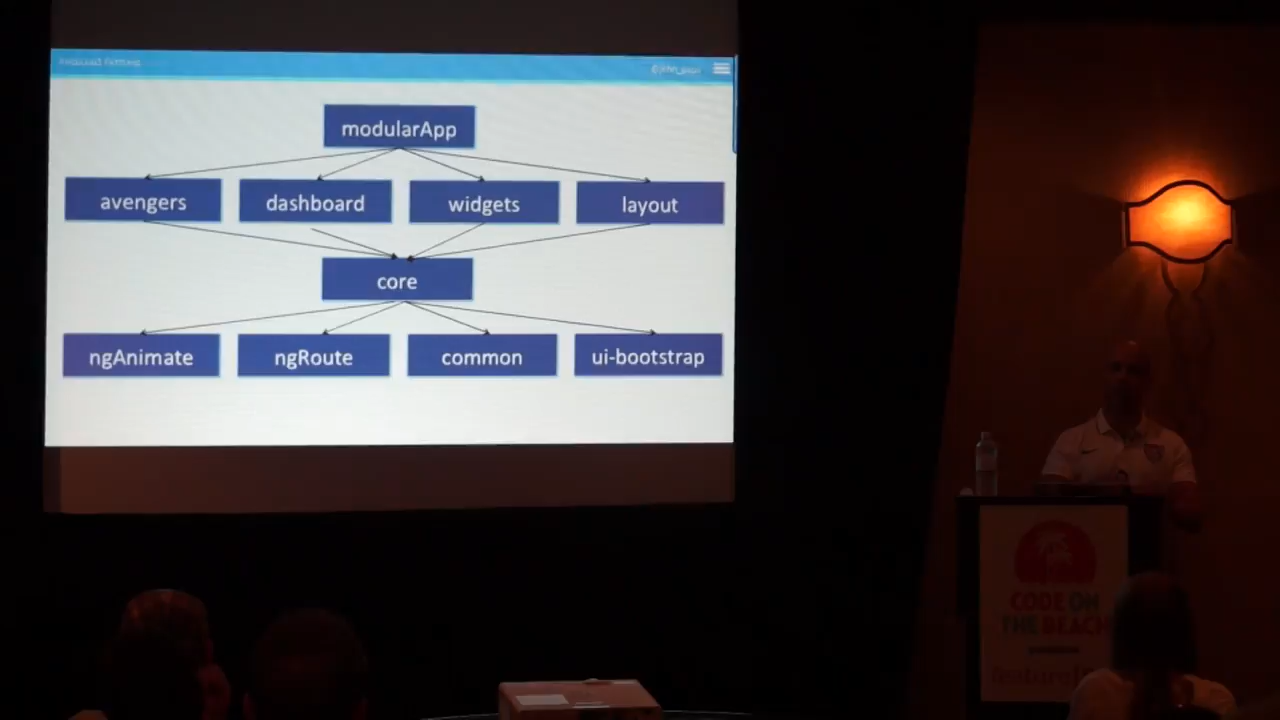 modularApp
avengers dashboard widgets layout
core
ngAnimate ngRoute common ui-bootstrap
CODE ON
THE BEACH